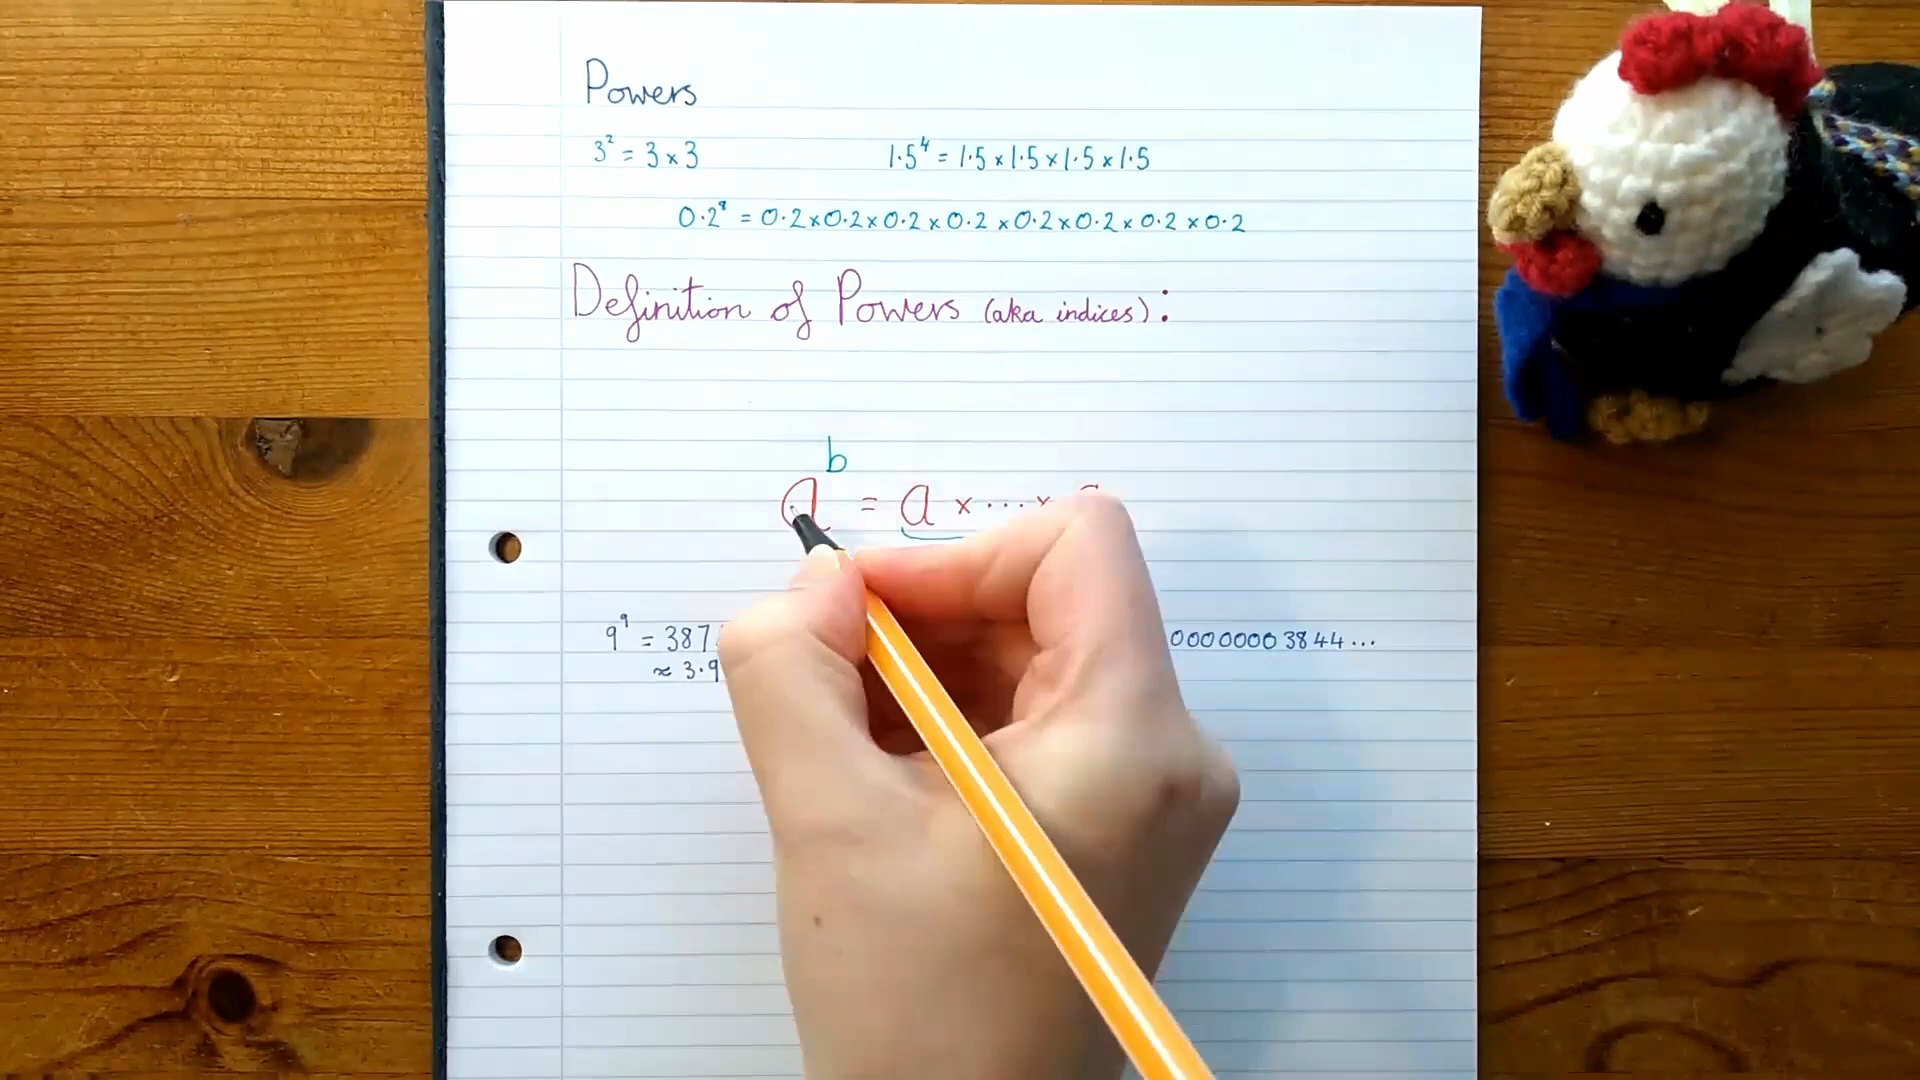 Powers
3² = 3 × 3
1·5⁴ = 1·5 × 1·5 × 1·5 × 1·5
0·2⁸ = 0·2 × 0·2 × 0·2 × 0·2 × 0·2 × 0·2 × 0·2 × 0·2
Definition of Powers (aka indices):
aᵇ = a × ··· ×
9⁹ = 387
≈ 3·9
0000000 3844...